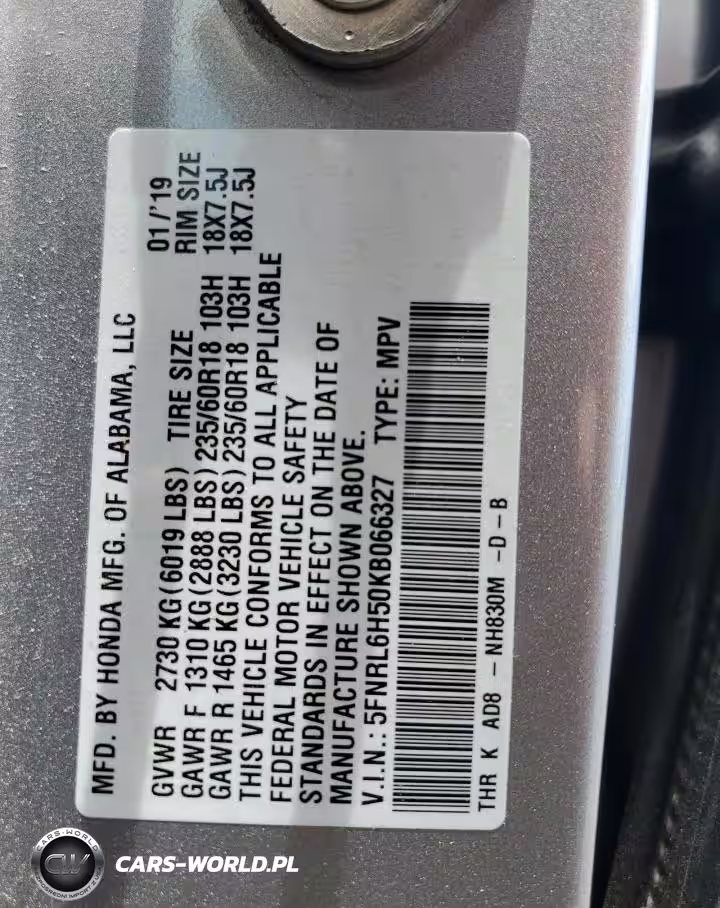 MFD. BY HONDA MFG. OF ALABAMA, LLC 01/'19
GVWR 2730 KG(6019 LBS) TIRE SIZE RIM SIZE
GAWR F 1310 KG(2888 LBS) 235/60R18 103H 18X7.5J
GAWR R 1465 KG(3230 LBS) 235/60R18 103H 18X7.5J
THIS VEHICLE CONFORMS TO ALL APPLICABLE
FEDERAL MOTOR VEHICLE SAFETY
STANDARDS IN EFFECT ON THE DATE OF
MANUFACTURE SHOWN ABOVE.
V.I.N.: 5FNRL6H50KB066327 TYPE: MPV
THR K AD8 - NH830M -D-B
CARS-WORLD
CW
CARS-WORLD.PL